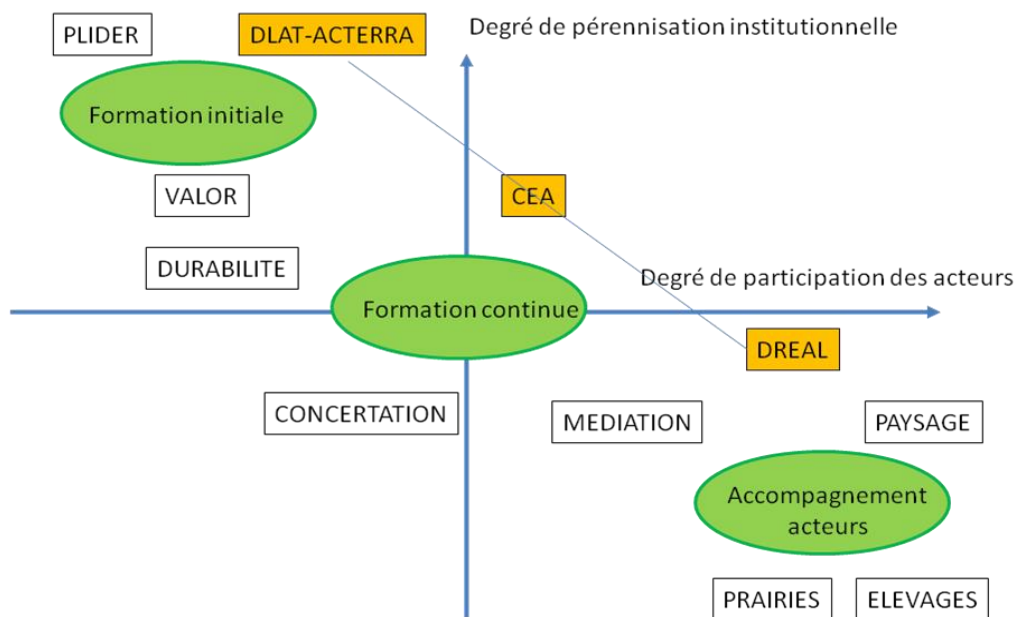 PLIDER
DLAT-ACTERRA
Degré de pérennisation institutionnelle
Formation initiale
VALOR
CEA
DURABILITE
Degré de participation des acteurs
Formation continue
DREAL
CONCERTATION
MEDIATION
PAYSAGE
Accompagnement
acteurs
PRAIRIES
ELEVAGES